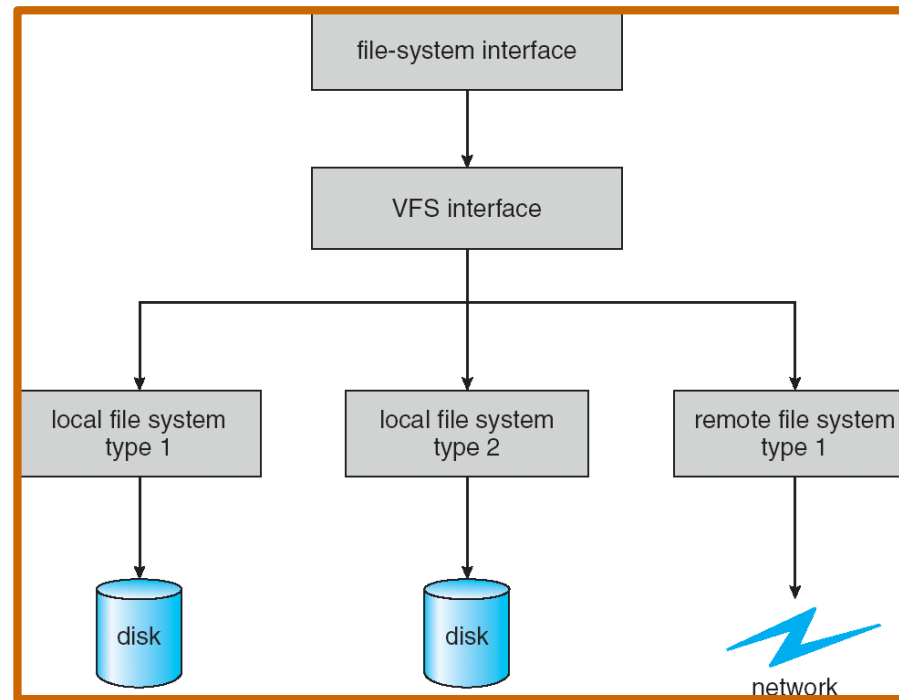 file-system interface
VFS interface
local file system
type 1
local file system
type 2
remote file system
type 1
disk
disk
network